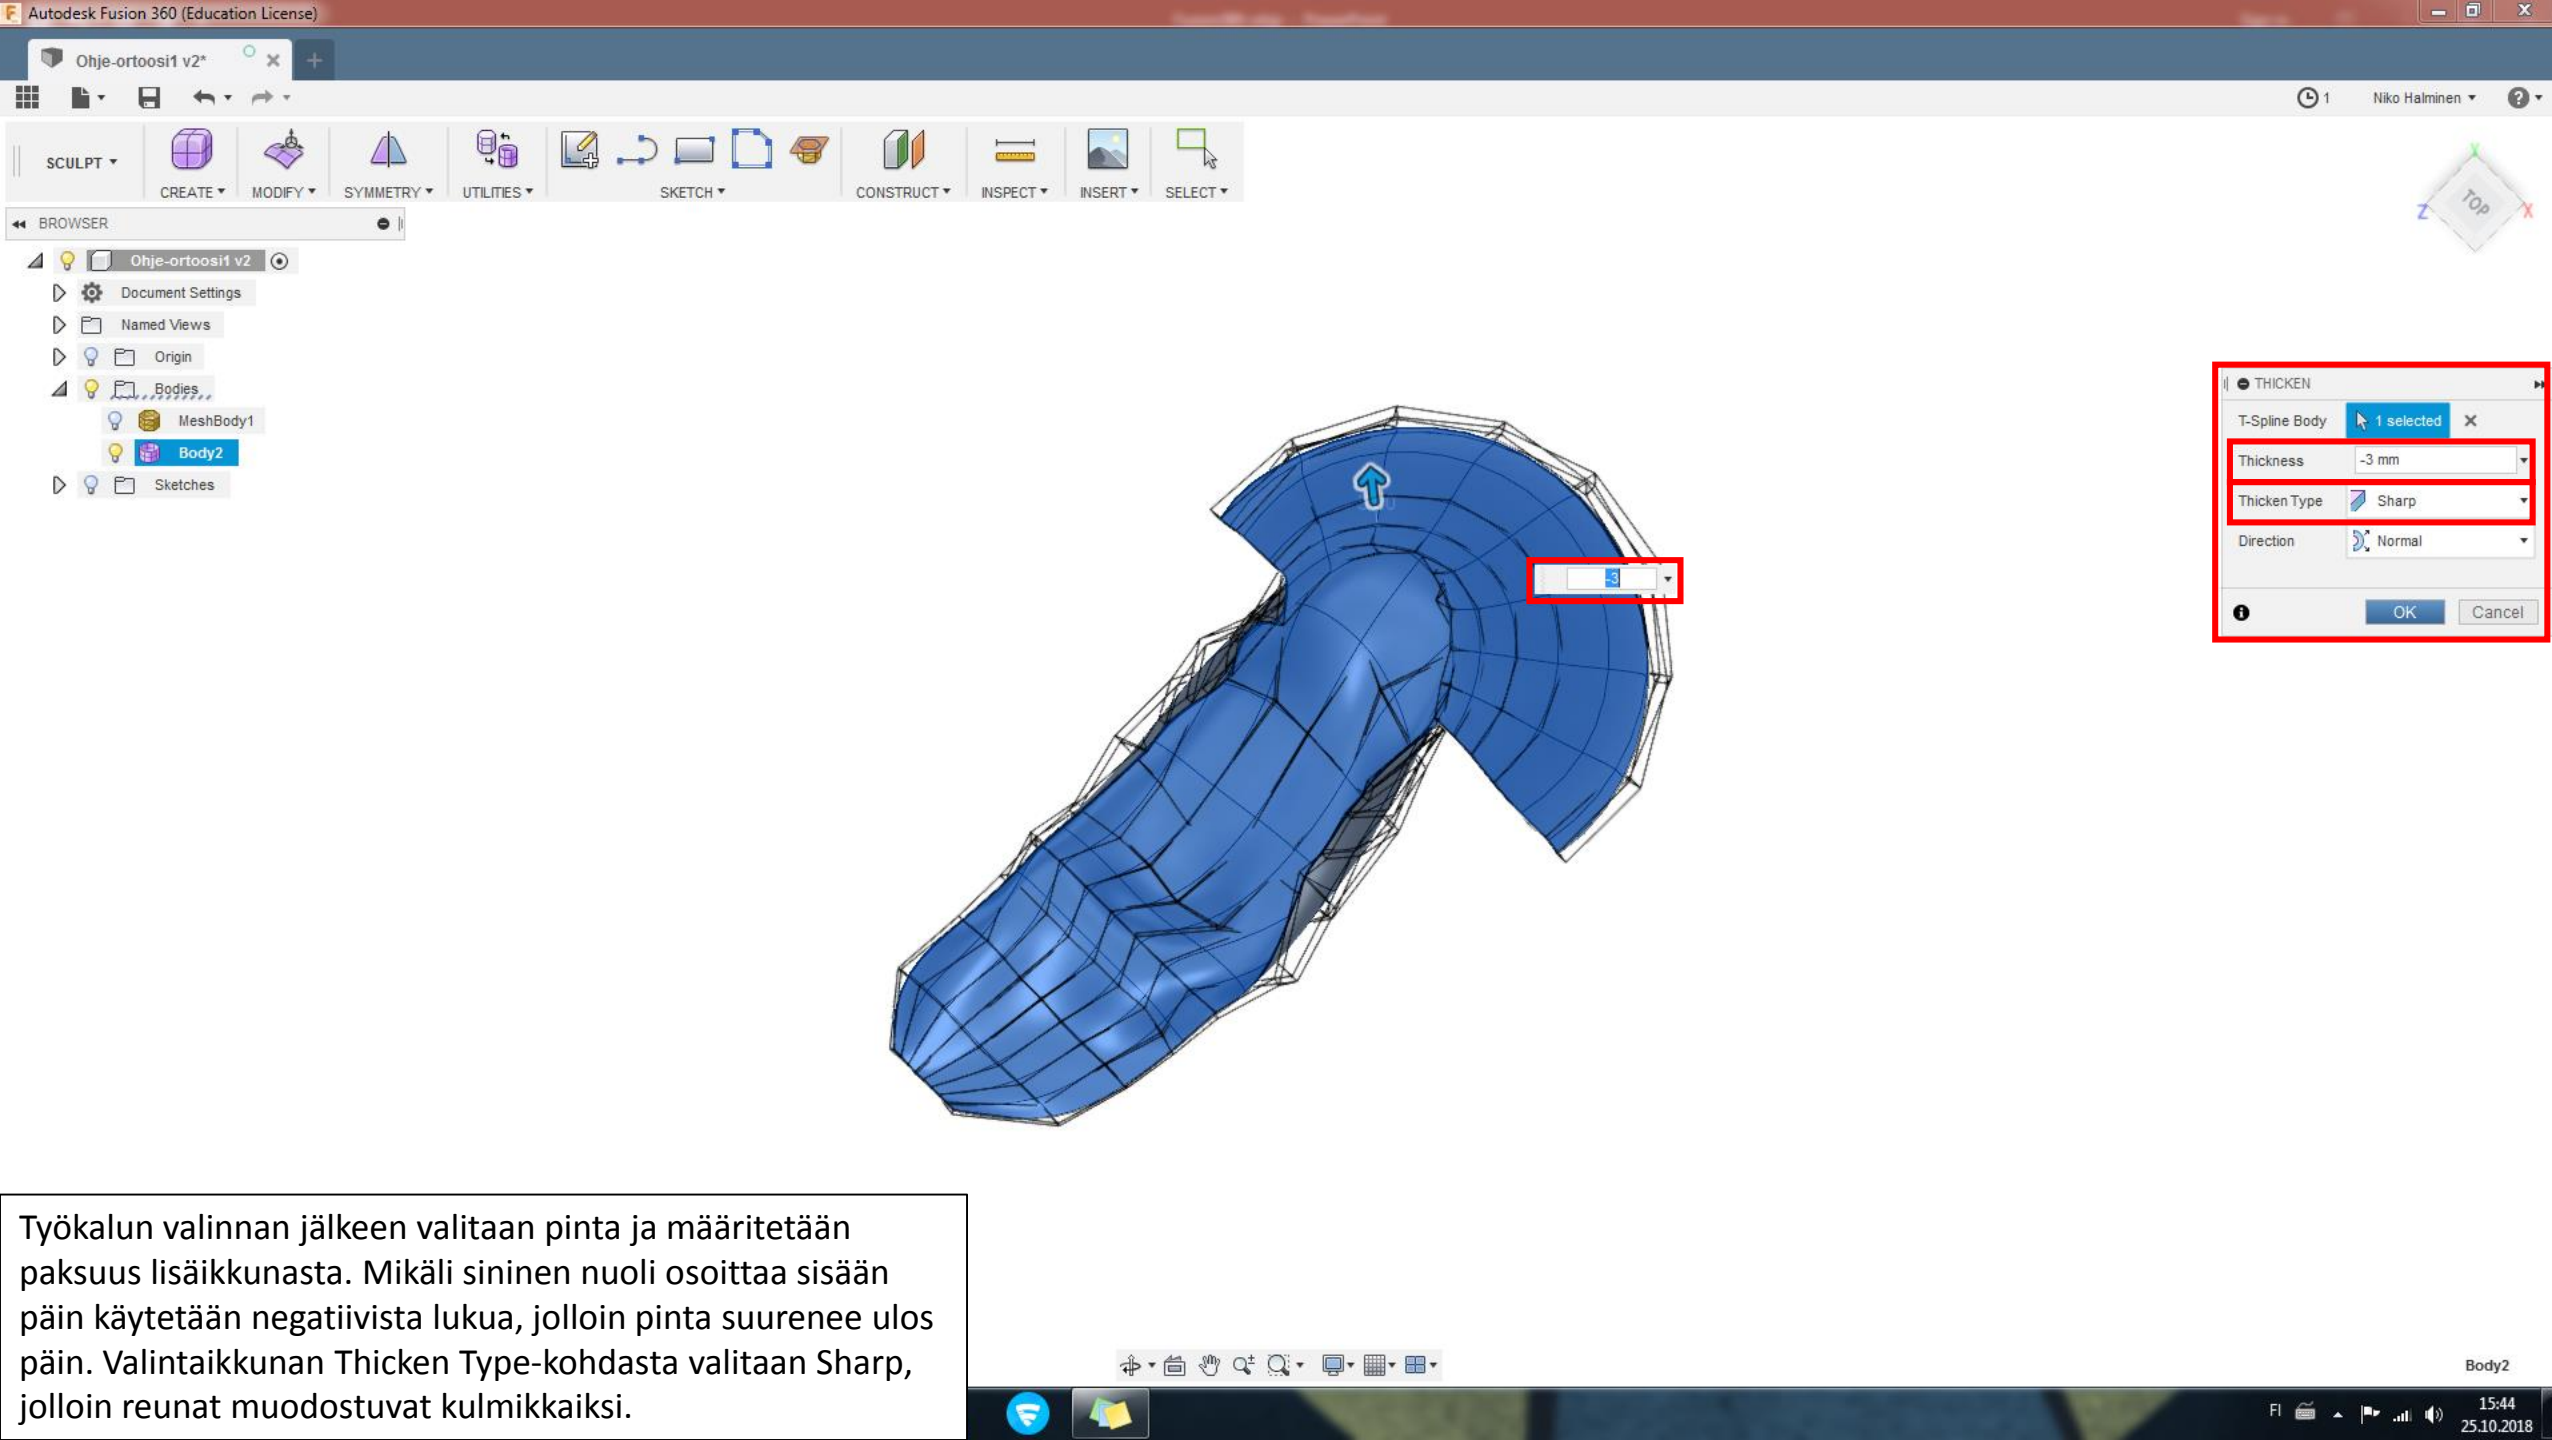 Autodesk Fusion 360 (Education License)
Ohje-ortoosi1 v2*
1 Niko Halminen
SCULPT
CREATE MODIFY SYMMETRY UTILITIES SKETCH CONSTRUCT INSPECT INSERT SELECT
Y
TOP
Z X
BROWSER
Ohje-ortoosi1 v2
Document Settings
Named Views
Origin
Bodies
MeshBody1
Body2
Sketches
THICKEN
T-Spline Body 1 selected
Thickness -3 mm
Thicken Type Sharp
Direction Normal
OK Cancel
-3
Työkalun valinnan jälkeen valitaan pinta ja määritetään
paksuus lisäikkunasta. Mikäli sininen nuoli osoittaa sisään
päin käytetään negatiivista lukua, jolloin pinta suurenee ulos
päin. Valintaikkunan Thicken Type-kohdasta valitaan Sharp,
jolloin reunat muodostuvat kulmikkaiksi.
Body2
FI 15:44
25.10.2018